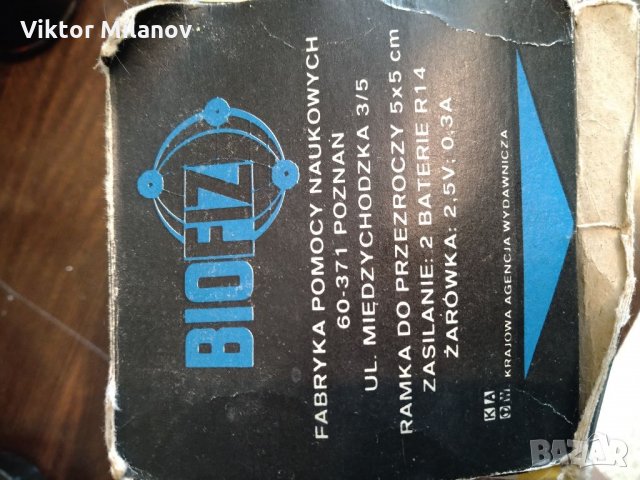 Viktor Milanov
BIOFIZ
FABRYKA POMOCY NAUKOWYCH
60-371 POZNAŃ
UL. MIĘDZYCHODZKA 3/5
RAMKA DO PRZEZROCZY 5x5 cm
ZASILANIE: 2 BATERIE R14
ŻARÓWKA: 2,5V; 0,3A
KRAJOWA AGENCJA WYDAWNICZA
BAZAR